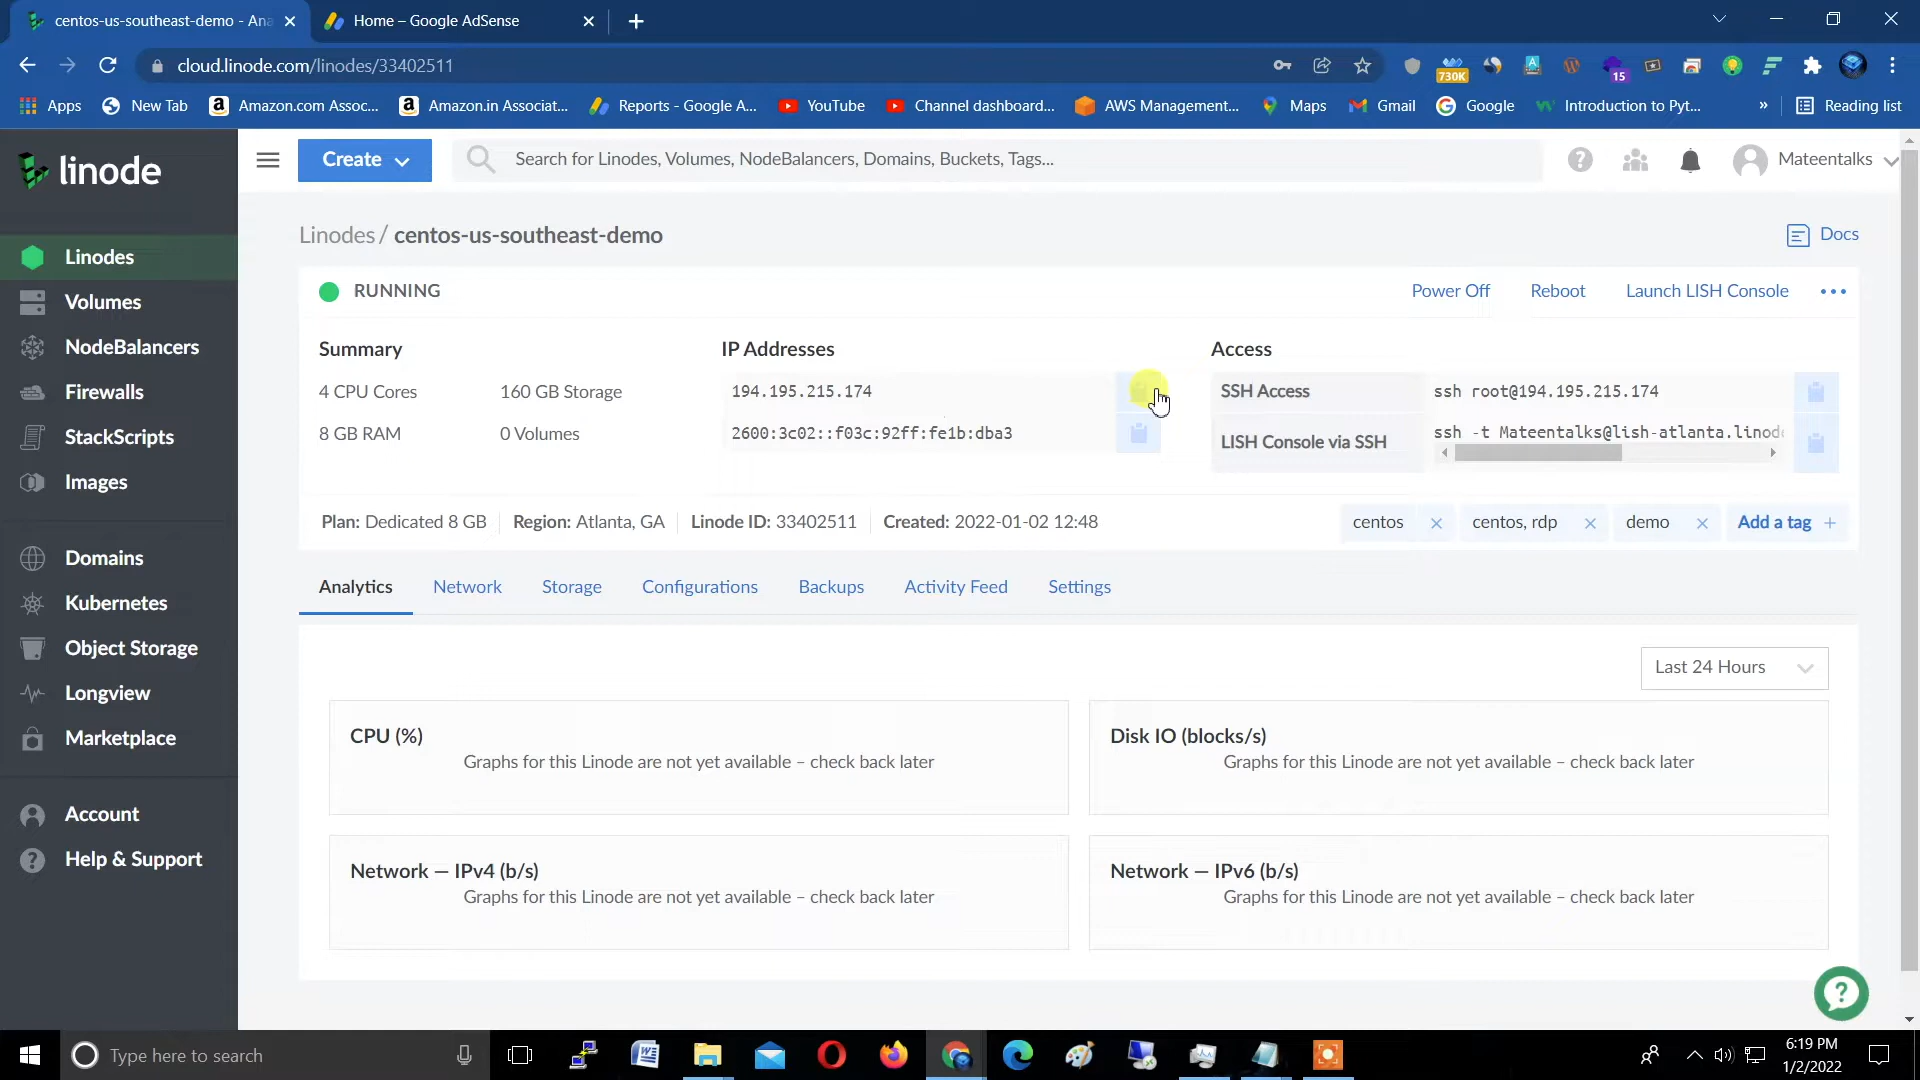 centos-us-southeast-demo - Ana
Home – Google AdSense
cloud.linode.com/linodes/33402511
730K
15
Apps
New Tab
Amazon.com Assoc...
Amazon.in Associat...
Reports - Google A...
YouTube
Channel dashboard...
AWS Management...
Maps
Gmail
Google
Introduction to Pyt...
»
Reading list
linode
Create
Search for Linodes, Volumes, NodeBalancers, Domains, Buckets, Tags...
Mateentalks
Linodes
Volumes
NodeBalancers
Firewalls
StackScripts
Images
Domains
Kubernetes
Object Storage
Longview
Marketplace
Account
Help & Support
Linodes / centos-us-southeast-demo
Docs
RUNNING
Power Off
Reboot
Launch LISH Console
Summary
4 CPU Cores
160 GB Storage
8 GB RAM
0 Volumes
IP Addresses
194.195.215.174
2600:3c02::f03c:92ff:fe1b:dba3
Access
SSH Access
ssh root@194.195.215.174
LISH Console via SSH
ssh -t Mateentalks@lish-atlanta.linode
Plan: Dedicated 8 GB
Region: Atlanta, GA
Linode ID: 33402511
Created: 2022-01-02 12:48
centos
centos, rdp
demo
Add a tag +
Analytics
Network
Storage
Configurations
Backups
Activity Feed
Settings
Last 24 Hours
CPU (%)
Graphs for this Linode are not yet available – check back later
Disk IO (blocks/s)
Graphs for this Linode are not yet available – check back later
Network — IPv4 (b/s)
Graphs for this Linode are not yet available – check back later
Network — IPv6 (b/s)
Graphs for this Linode are not yet available – check back later
Type here to search
6:19 PM
1/2/2022